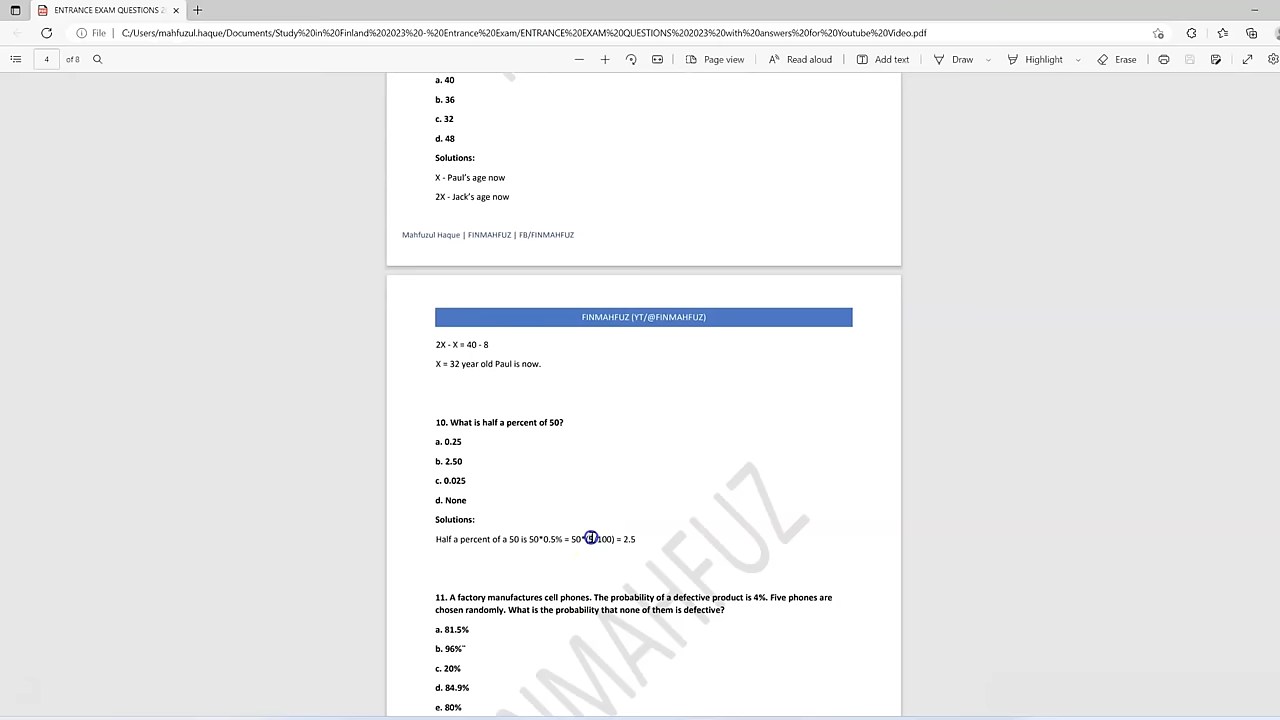 ENTRANCE EXAM QUESTIONS 2
File
C:/Users/mahfuzul.haque/Documents/Study%20in%20Finland%202023%20-%20Entrance%20Exam/ENTRANCE%20EXAM%20QUESTIONS%202023%20with%20answers%20for%20Youtube%20Video.pdf
4 of 8
Page view
Read aloud
Add text
Draw
Highlight
Erase
a. 40
b. 36
c. 32
d. 48
Solutions:
X - Paul's age now
2X - Jack's age now
Mahfuzul Haque | FINMAHFUZ | FB/FINMAHFUZ
FINMAHFUZ (YT/@FINMAHFUZ)
2X - X = 40 - 8
X = 32 year old Paul is now.
10. What is half a percent of 50?
a. 0.25
b. 2.50
c. 0.025
d. None
Solutions:
Half a percent of a 50 is 50*0.5% = 50* 100) = 2.5
11. A factory manufactures cell phones. The probability of a defective product is 4%. Five phones are
chosen randomly. What is the probability that none of them is defective?
a. 81.5%
b. 96%¨
c. 20%
d. 84.9%
e. 80%
INMAHFUZ